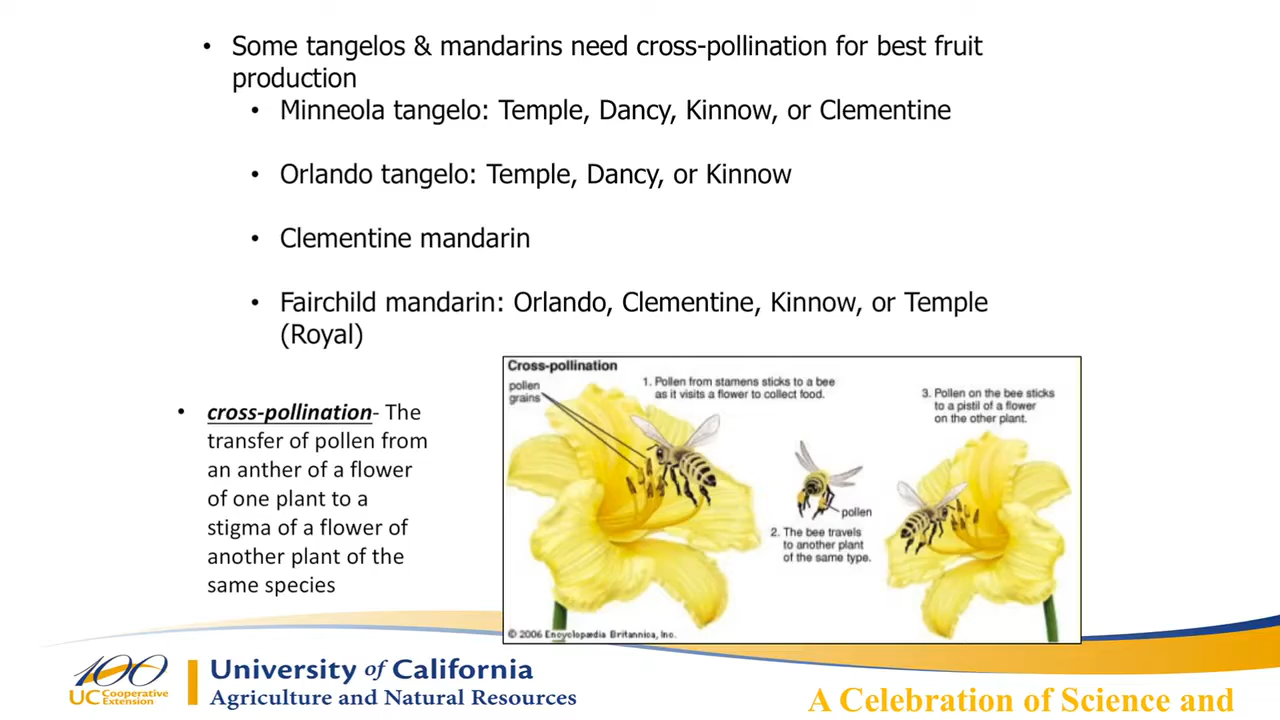 • Some tangelos & mandarins need cross-pollination for best fruit
production
• Minneola tangelo: Temple, Dancy, Kinnow, or Clementine
• Orlando tangelo: Temple, Dancy, or Kinnow
• Clementine mandarin
• Fairchild mandarin: Orlando, Clementine, Kinnow, or Temple
(Royal)
• cross-pollination- The
transfer of pollen from
an anther of a flower
of one plant to a
stigma of a flower of
another plant of the
same species
Cross-pollination
pollen
grains
1. Pollen from stamens sticks to a bee
as it visits a flower to collect food.
pollen
2. The bee travels
to another plant
of the same type.
3. Pollen on the bee sticks
to a pistil of a flower
on the other plant.
© 2006 Encyclopædia Britannica, Inc.
100
UC Cooperative
Extension
University of California
Agriculture and Natural Resources
A Celebration of Science and